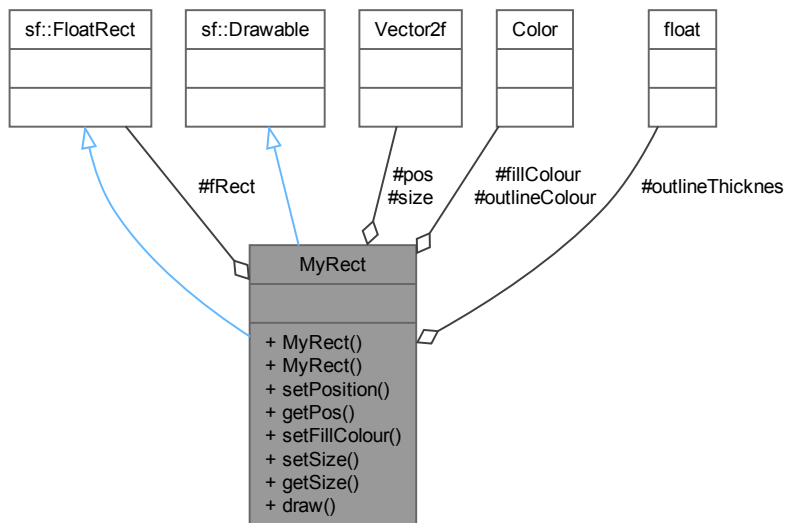 sf::FloatRect
sf::Drawable
Vector2f
Color
float
#fRect
#pos
#size
#fillColour
#outlineColour
#outlineThicknes
MyRect
+ MyRect()
+ MyRect()
+ setPosition()
+ getPos()
+ setFillColour()
+ setSize()
+ getSize()
+ draw()